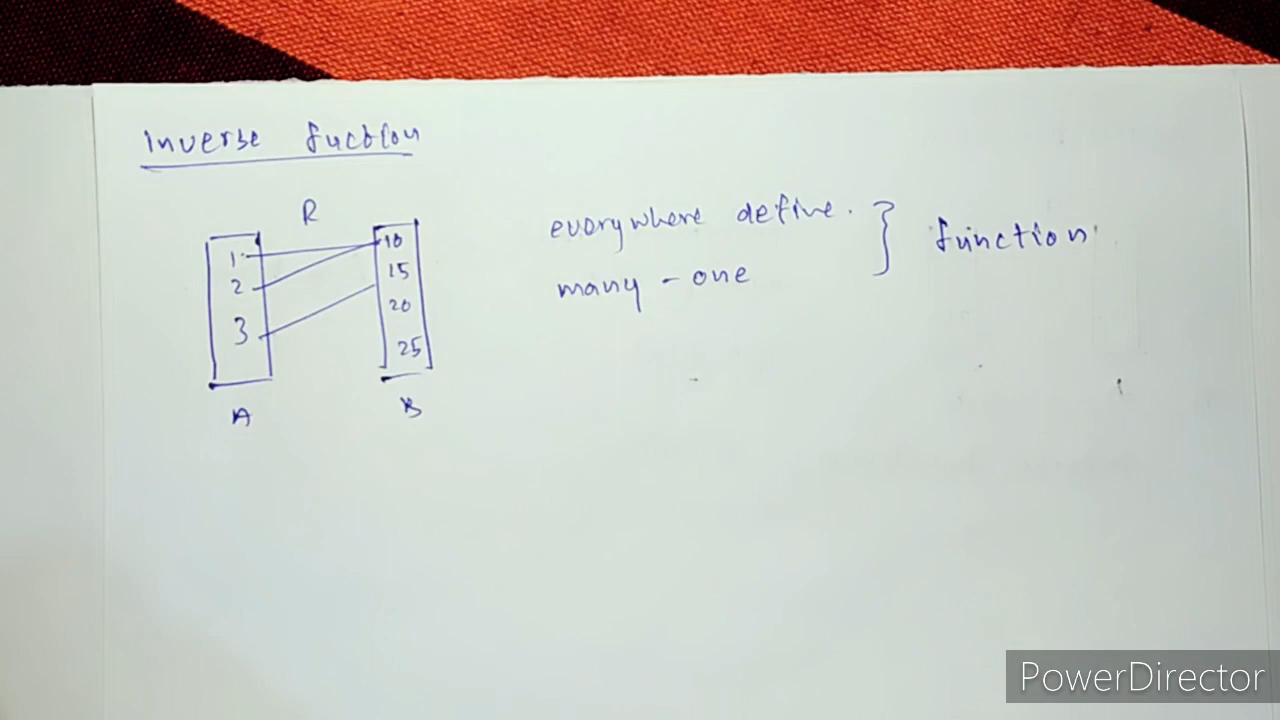 Inverse fuction
R
1
2
3
10
15
20
25
A
B
everywhere define.
many - one
} function
PowerDirector